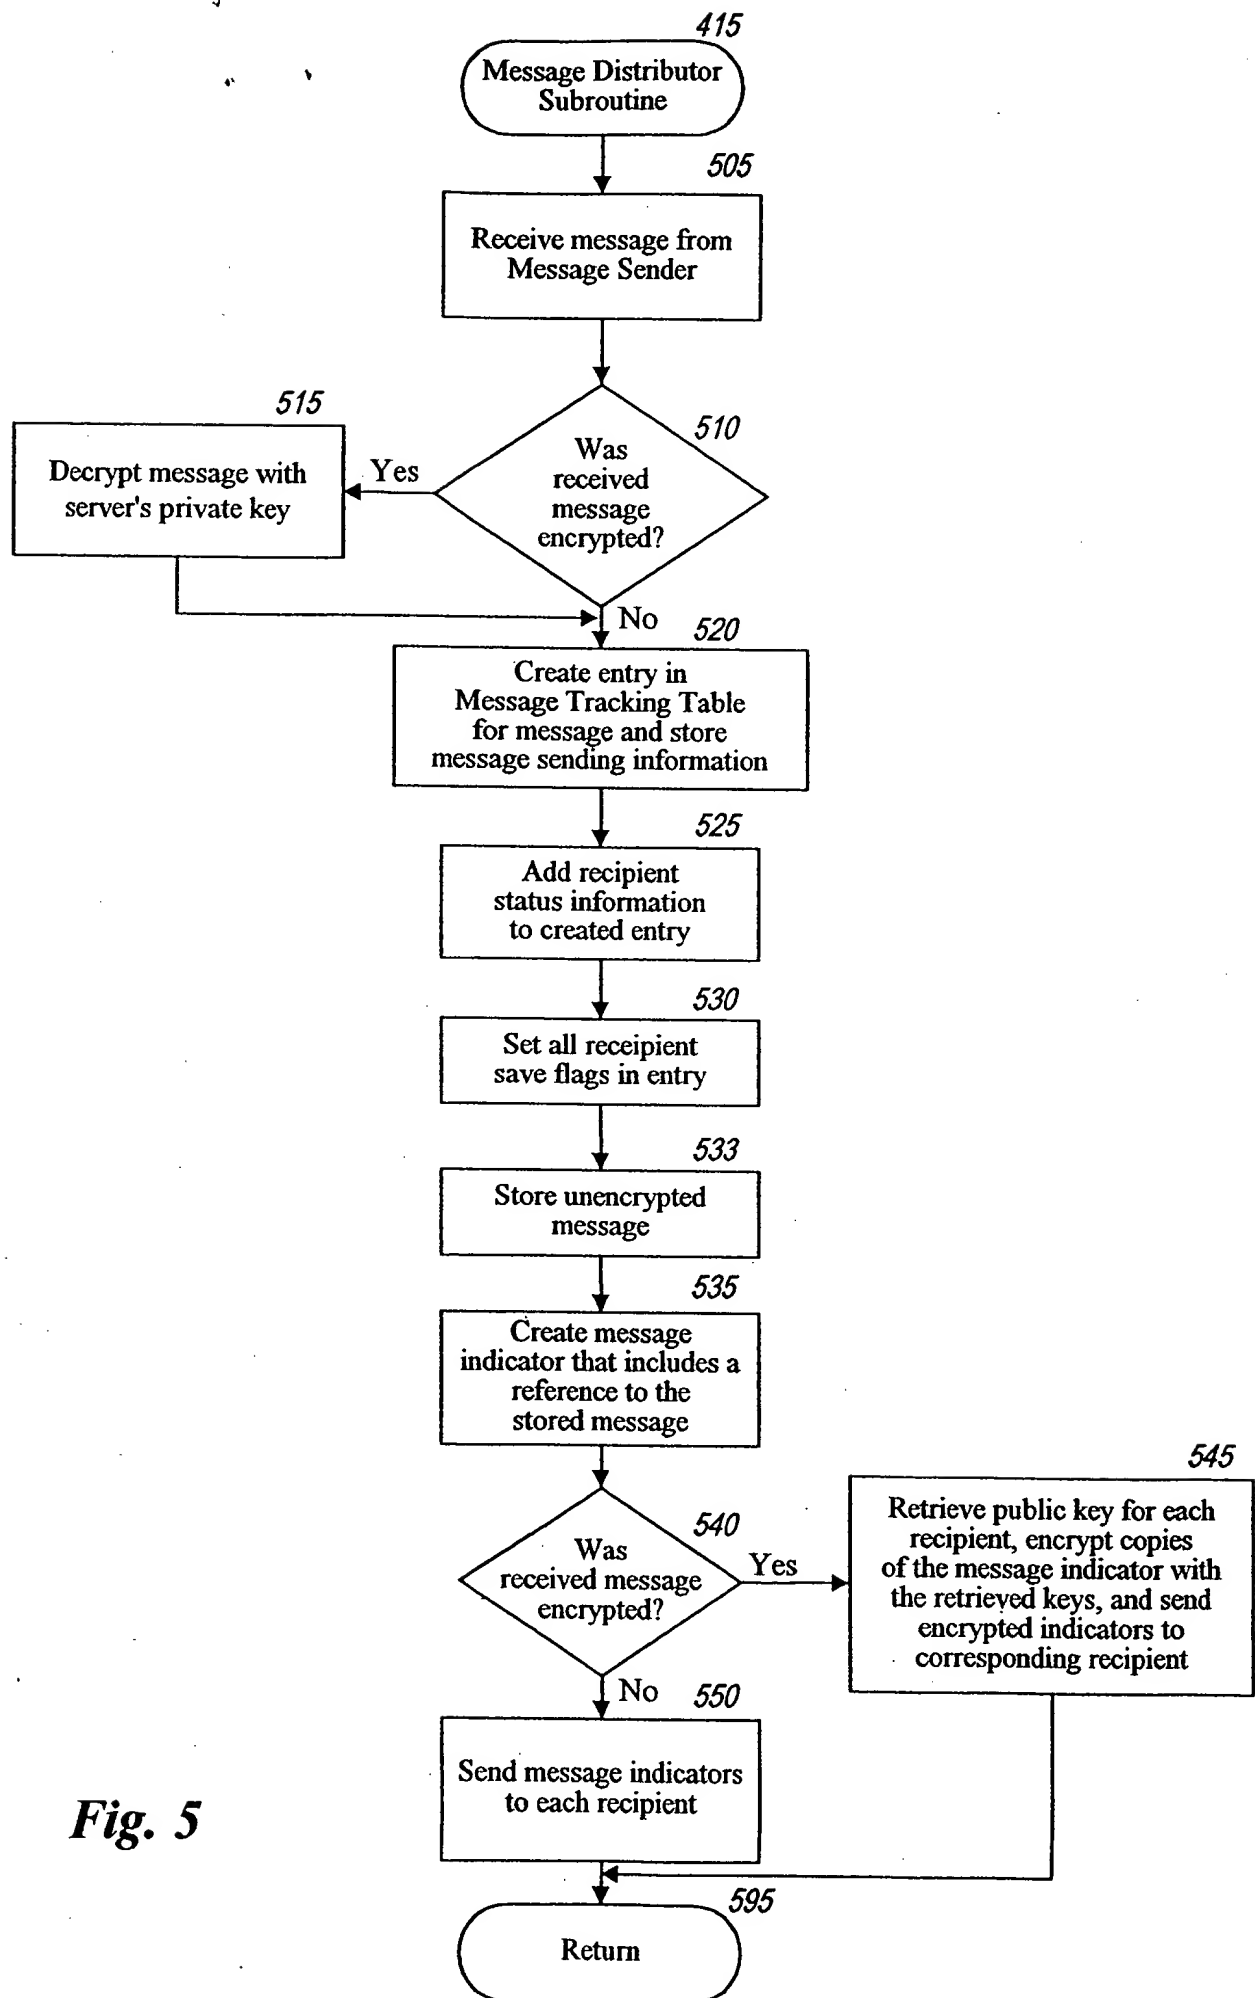 415
Message Distributor
Subroutine
505
Receive message from
Message Sender
515
Decrypt message with
server's private key
Yes
510
Was
received
message
encrypted?
No
520
Create entry in
Message Tracking Table
for message and store
message sending information
525
Add recipient
status information
to created entry
530
Set all receipient
save flags in entry
533
Store unencrypted
message
535
Create message
indicator that includes a
reference to the
stored message
540
Was
received message
encrypted?
Yes
545
Retrieve public key for each
recipient, encrypt copies
of the message indicator with
the retrieved keys, and send
encrypted indicators to
corresponding recipient
No
550
Send message indicators
to each recipient
Fig. 5
595
Return